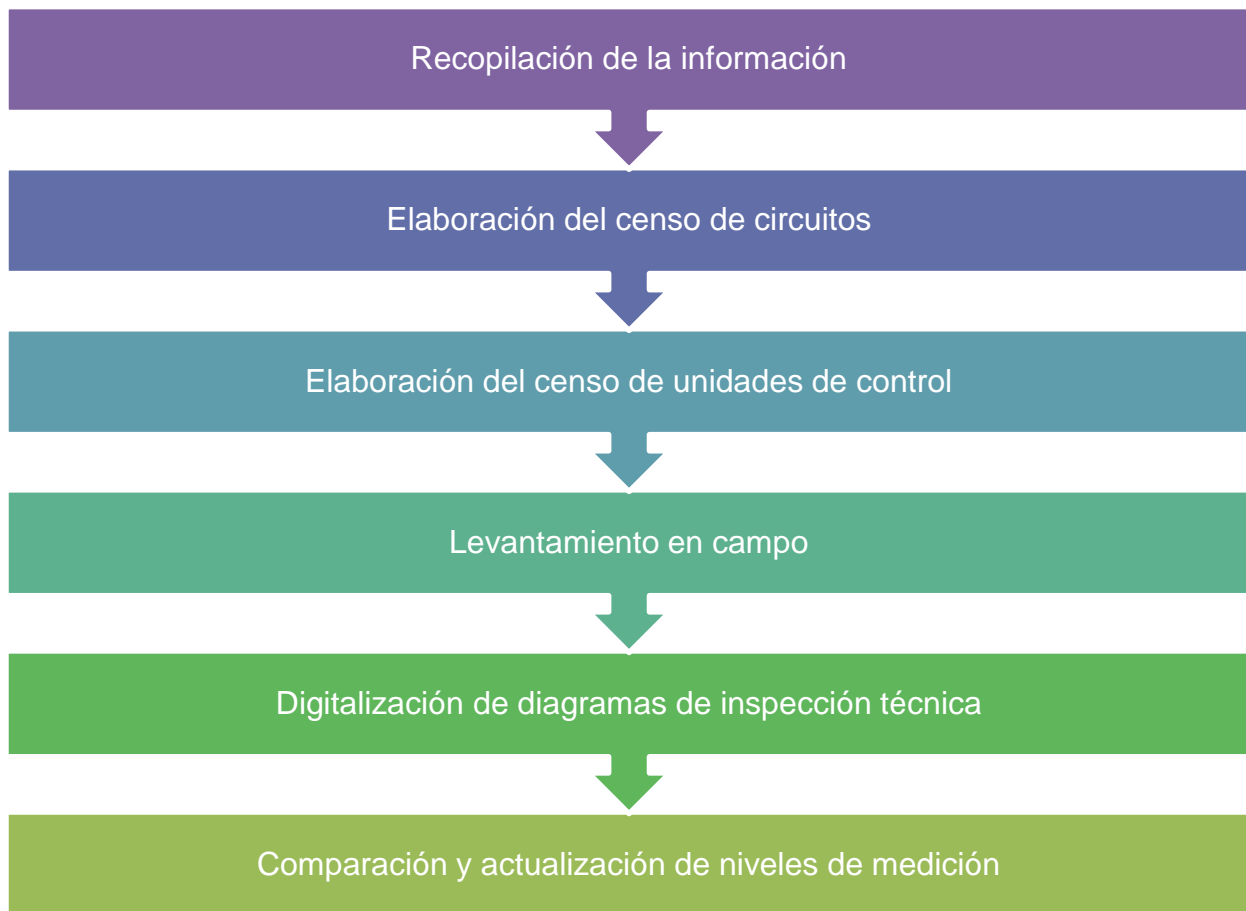 Recopilación de la información
Elaboración del censo de circuitos
Elaboración del censo de unidades de control
Levantamiento en campo
Digitalización de diagramas de inspección técnica
Comparación y actualización de niveles de medición